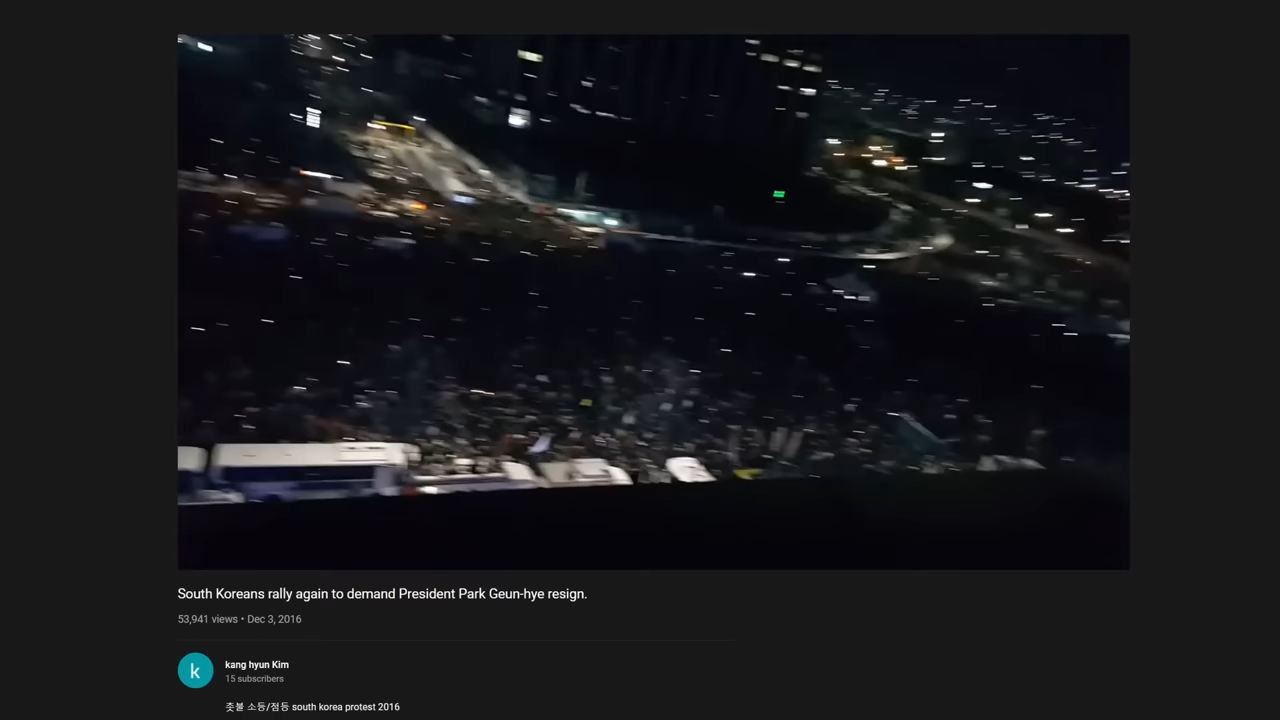 South Koreans rally again to demand President Park Geun-hye resign.
53,941 views • Dec 3, 2016
k
kang hyun Kim
15 subscribers
촛불 소등/점등 south korea protest 2016